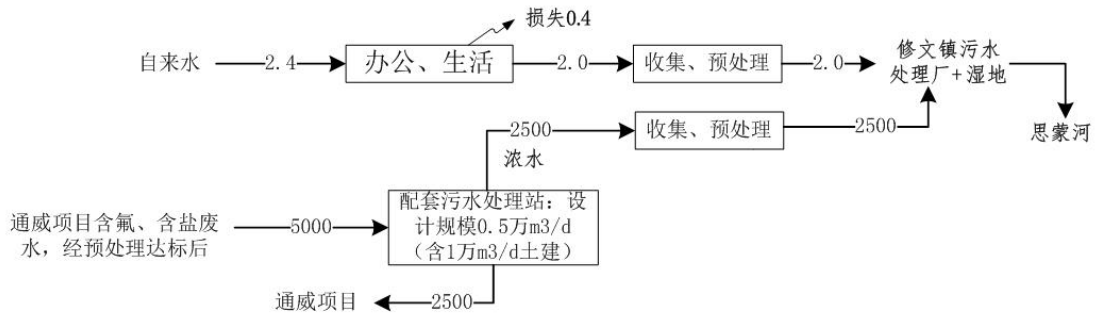 损失0.4
自来水
2.4
办公、生活
2.0
收集、预处理
2.0
修文镇污水
处理厂+湿地
思蒙河
2500
浓水
收集、预处理
2500
通威项目含氟、含盐废
水，经预处理达标后
5000
配套污水处理站：设
计规模0.5万m3/d
（含1万m3/d土建）
通威项目
2500